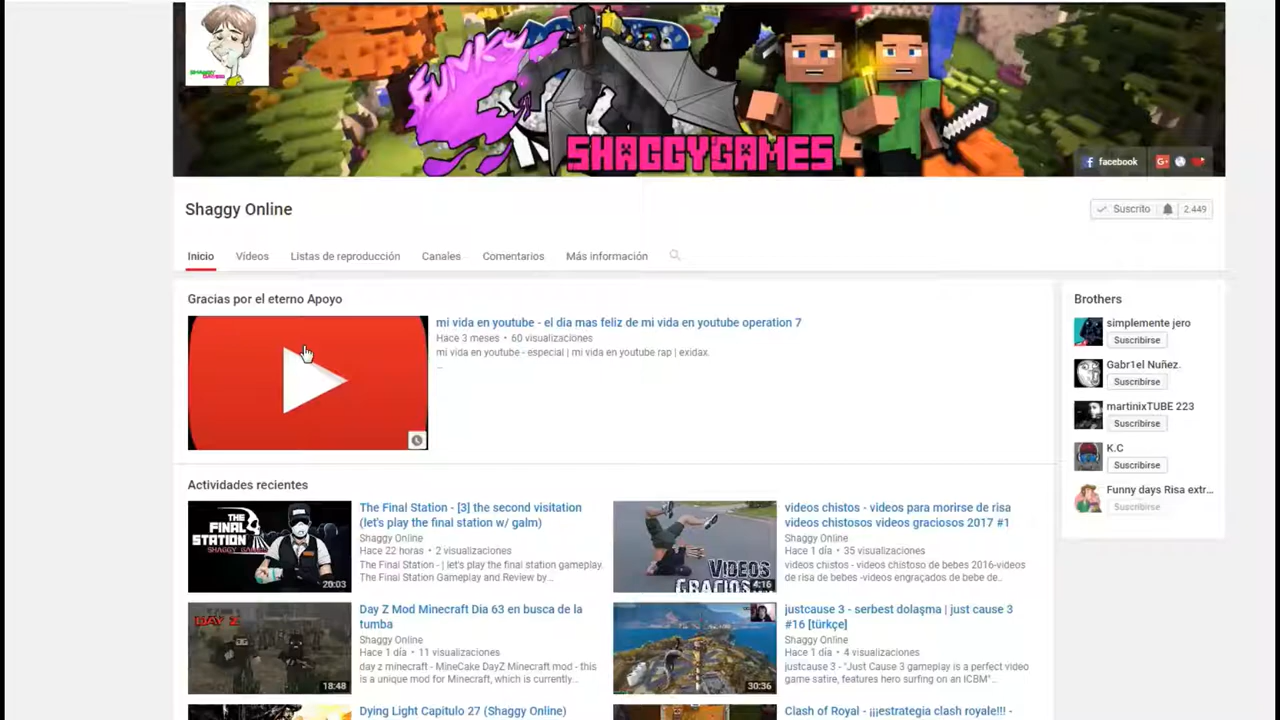 SHAGGYGAMES
facebook
Shaggy Online
Suscrito 2.449
Inicio Vídeos Listas de reproducción Canales Comentarios Más información
Gracias por el eterno Apoyo
mi vida en youtube - el dia mas feliz de mi vida en youtube operation 7
Hace 3 meses • 60 visualizaciones
mi vida en youtube - especial | mi vida en youtube rap | exidax.
...
Brothers
simplemente jero
Suscribirse
Gabr1el Nuñez.
Suscribirse
martinixTUBE 223
Suscribirse
K.C
Suscribirse
Funny days Risa extr...
Suscribirse
Actividades recientes
THE FINAL STATION
SHAGGY GAMES
20:03
The Final Station - [3] the second visitation
(let's play the final station w/ galm)
Shaggy Online
Hace 22 horas • 2 visualizaciones
The Final Station - | let's play the final station gameplay.
The Final Station Gameplay and Review by...
VIDEOS
GRACIOSOS
4:16
videos chistos - videos para morirse de risa
videos chistosos videos graciosos 2017 #1
Shaggy Online
Hace 1 día • 35 visualizaciones
videos chistos - videos chistoso de bebes 2016-videos
de risa de bebes -videos engraçados de bebe de...
DAY Z
18:48
Day Z Mod Minecraft Dia 63 en busca de la
tumba
Shaggy Online
Hace 1 día • 11 visualizaciones
day z minecraft - MineCake DayZ Minecraft mod - this
is a unique mod for Minecraft, which is currently...
30:36
justcause 3 - serbest dolaşma | just cause 3
#16 [türkçe]
Shaggy Online
Hace 1 día • 4 visualizaciones
justcause 3 - "Just Cause 3 gameplay is a perfect video
game satire, features hero surfing on an ICBM"...
Dying Light Capitulo 27 (Shaggy Online)
Clash of Royal - ¡¡¡estrategia clash royale!!! -